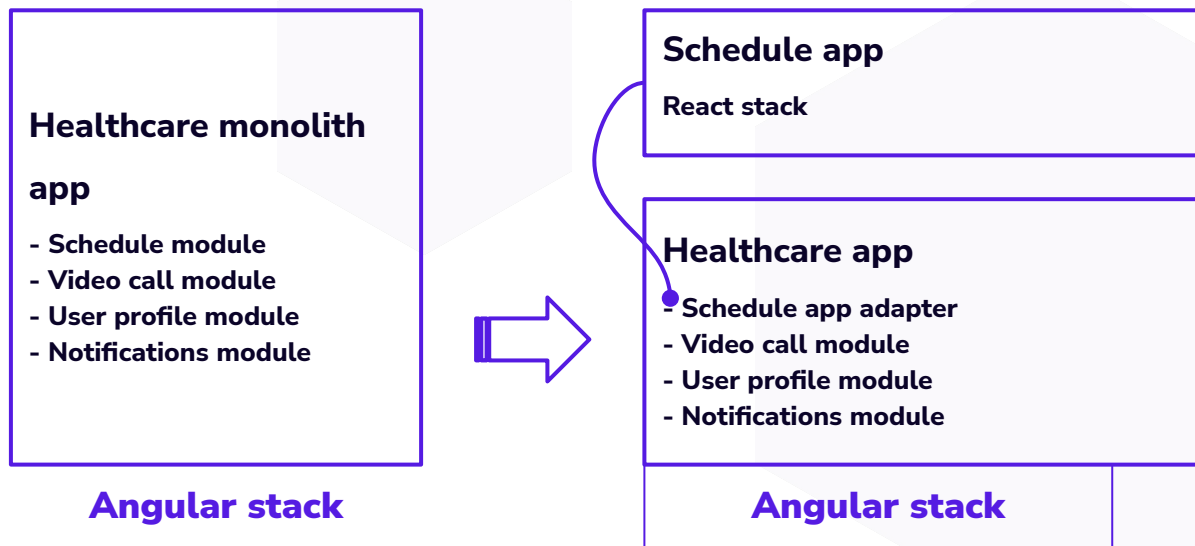 Healthcare monolith
app
- Schedule module
- Video call module
- User profile module
- Notifications module
Angular stack
Schedule app
React stack
Healthcare app
- Schedule app adapter
- Video call module
- User profile module
- Notifications module
Angular stack